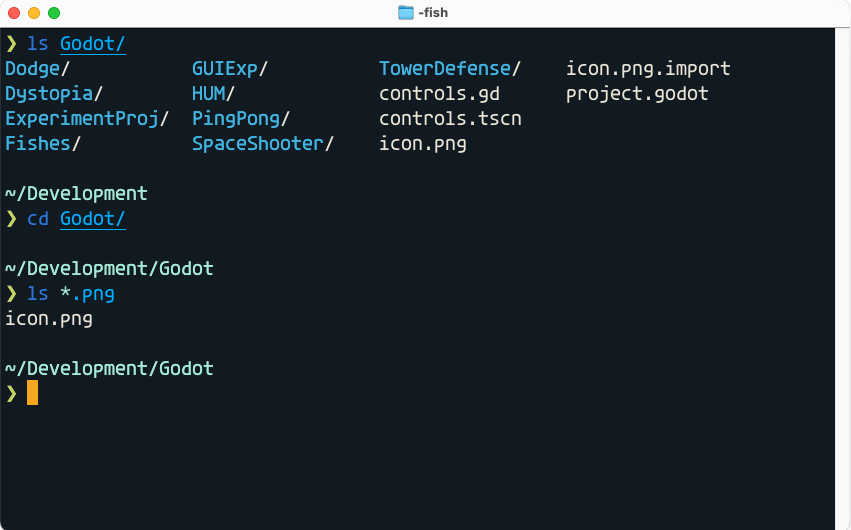 -fish
❯ ls Godot/
Dodge/ GUIExp/ TowerDefense/ icon.png.import
Dystopia/ HUM/ controls.gd project.godot
ExperimentProj/ PingPong/ controls.tscn
Fishes/ SpaceShooter/ icon.png
~/Development
❯ cd Godot/
~/Development/Godot
❯ ls *.png
icon.png
~/Development/Godot
❯